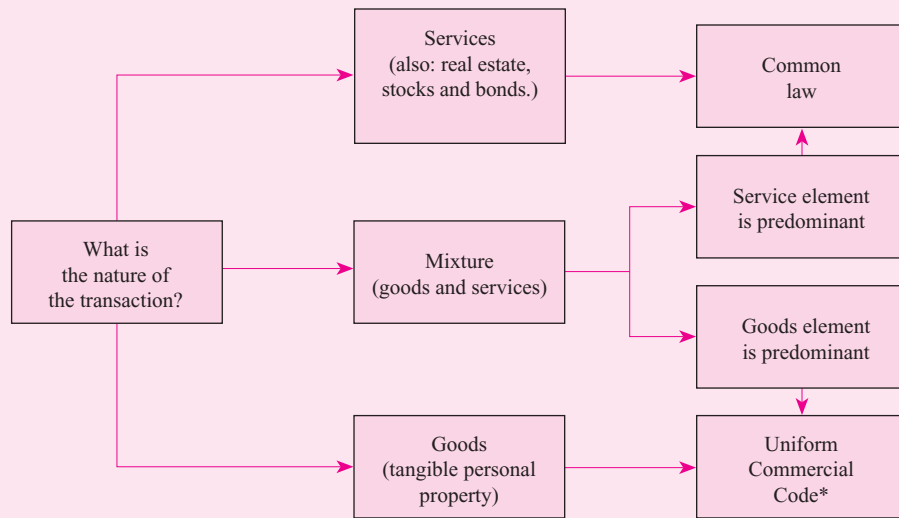 Services
(also: real estate,
stocks and bonds.)
Common
law
Service element
is predominant
What is
the nature of
the transaction?
Mixture
(goods and services)
Goods element
is predominant
Goods
(tangible personal
property)
Uniform
Commercial
Code*